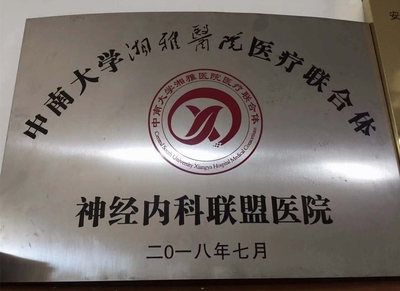 中南大学湘雅醫院医疗联合体
中南大学湘雅医院医疗联合体
神经内科联盟医院
二〇一八年七月
安